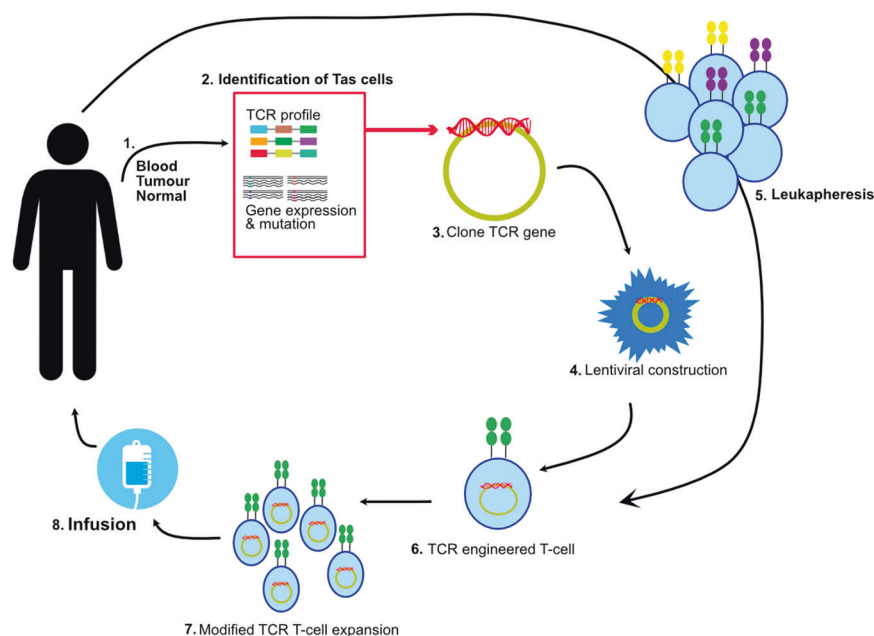 2. Identification of Tas cells
TCR profile
Gene expression
& mutation
1.
Blood
Tumour
Normal
3. Clone TCR gene
5. Leukapheresis
4. Lentiviral construction
6. TCR engineered T-cell
8. Infusion
7. Modified TCR T-cell expansion